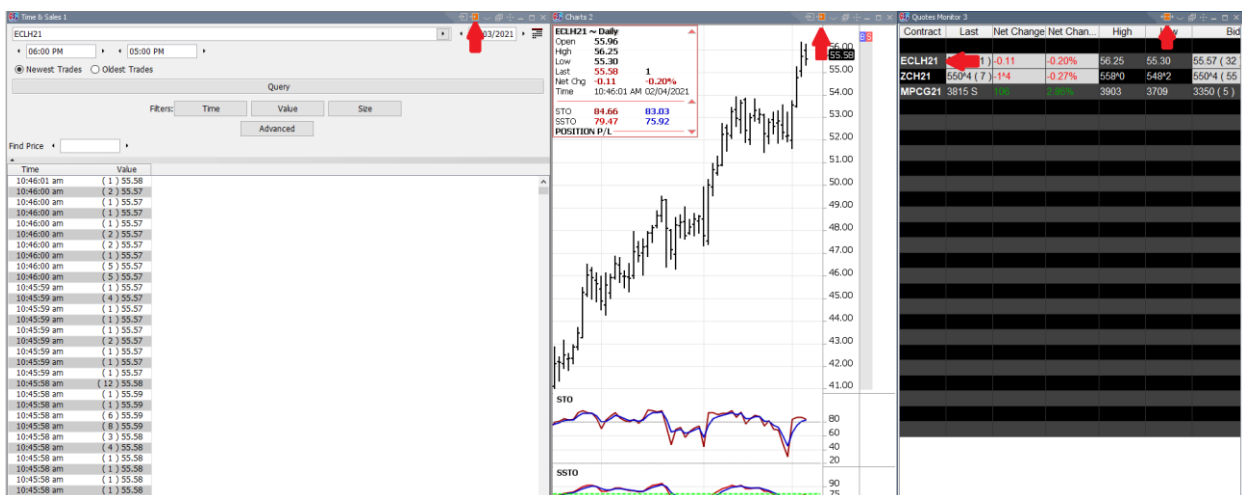 Time & Sales 1
ECLH21
03/2021
06:00 PM 05:00 PM
Newest Trades Oldest Trades
Query
Filters: Time Value Size
Advanced
Find Price
Time Value
10:46:01 am ( 1 ) 55.58
10:46:00 am ( 2 ) 55.57
10:46:00 am ( 1 ) 55.57
10:46:00 am ( 1 ) 55.57
10:46:00 am ( 1 ) 55.57
10:46:00 am ( 2 ) 55.57
10:46:00 am ( 2 ) 55.57
10:46:00 am ( 1 ) 55.57
10:46:00 am ( 5 ) 55.57
10:46:00 am ( 5 ) 55.57
10:45:59 am ( 1 ) 55.57
10:45:59 am ( 4 ) 55.57
10:45:59 am ( 1 ) 55.57
10:45:59 am ( 1 ) 55.57
10:45:59 am ( 1 ) 55.57
10:45:59 am ( 2 ) 55.57
10:45:59 am ( 1 ) 55.57
10:45:59 am ( 1 ) 55.57
10:45:59 am ( 1 ) 55.57
10:45:58 am ( 12 ) 55.58
10:45:58 am ( 1 ) 55.59
10:45:58 am ( 1 ) 55.59
10:45:58 am ( 6 ) 55.59
10:45:58 am ( 8 ) 55.59
10:45:58 am ( 3 ) 55.58
10:45:58 am ( 4 ) 55.58
10:45:58 am ( 1 ) 55.58
10:45:58 am ( 1 ) 55.58
10:45:58 am ( 1 ) 55.58
10:45:58 am ( 1 ) 55.58
Charts 2
ECLH21 ~ Daily
Open 55.96
High 56.25
Low 55.30
Last 55.58 1
Net Chg -0.11 -0.20%
Time 10:46:01 AM 02/04/2021
STO 84.66 83.03
SSTO 79.47 75.92
POSITION P/L
B S
56.00
55.58
55.00
54.00
53.00
52.00
51.00
50.00
49.00
48.00
47.00
46.00
45.00
44.00
43.00
42.00
41.00
STO
80
60
40
20
SSTO
90
75
Quotes Monitor 3
Contract Last Net Change Net Chan... High Bid
ECLH21 1 ) -0.11 -0.20% 56.25 55.30 55.57 ( 32
ZCH21 550^4 ( 7 ) -1^4 -0.27% 558^0 548^2 550^4 ( 55
MPCG21 3815 S 106 2.86% 3903 3709 3350 ( 5 )